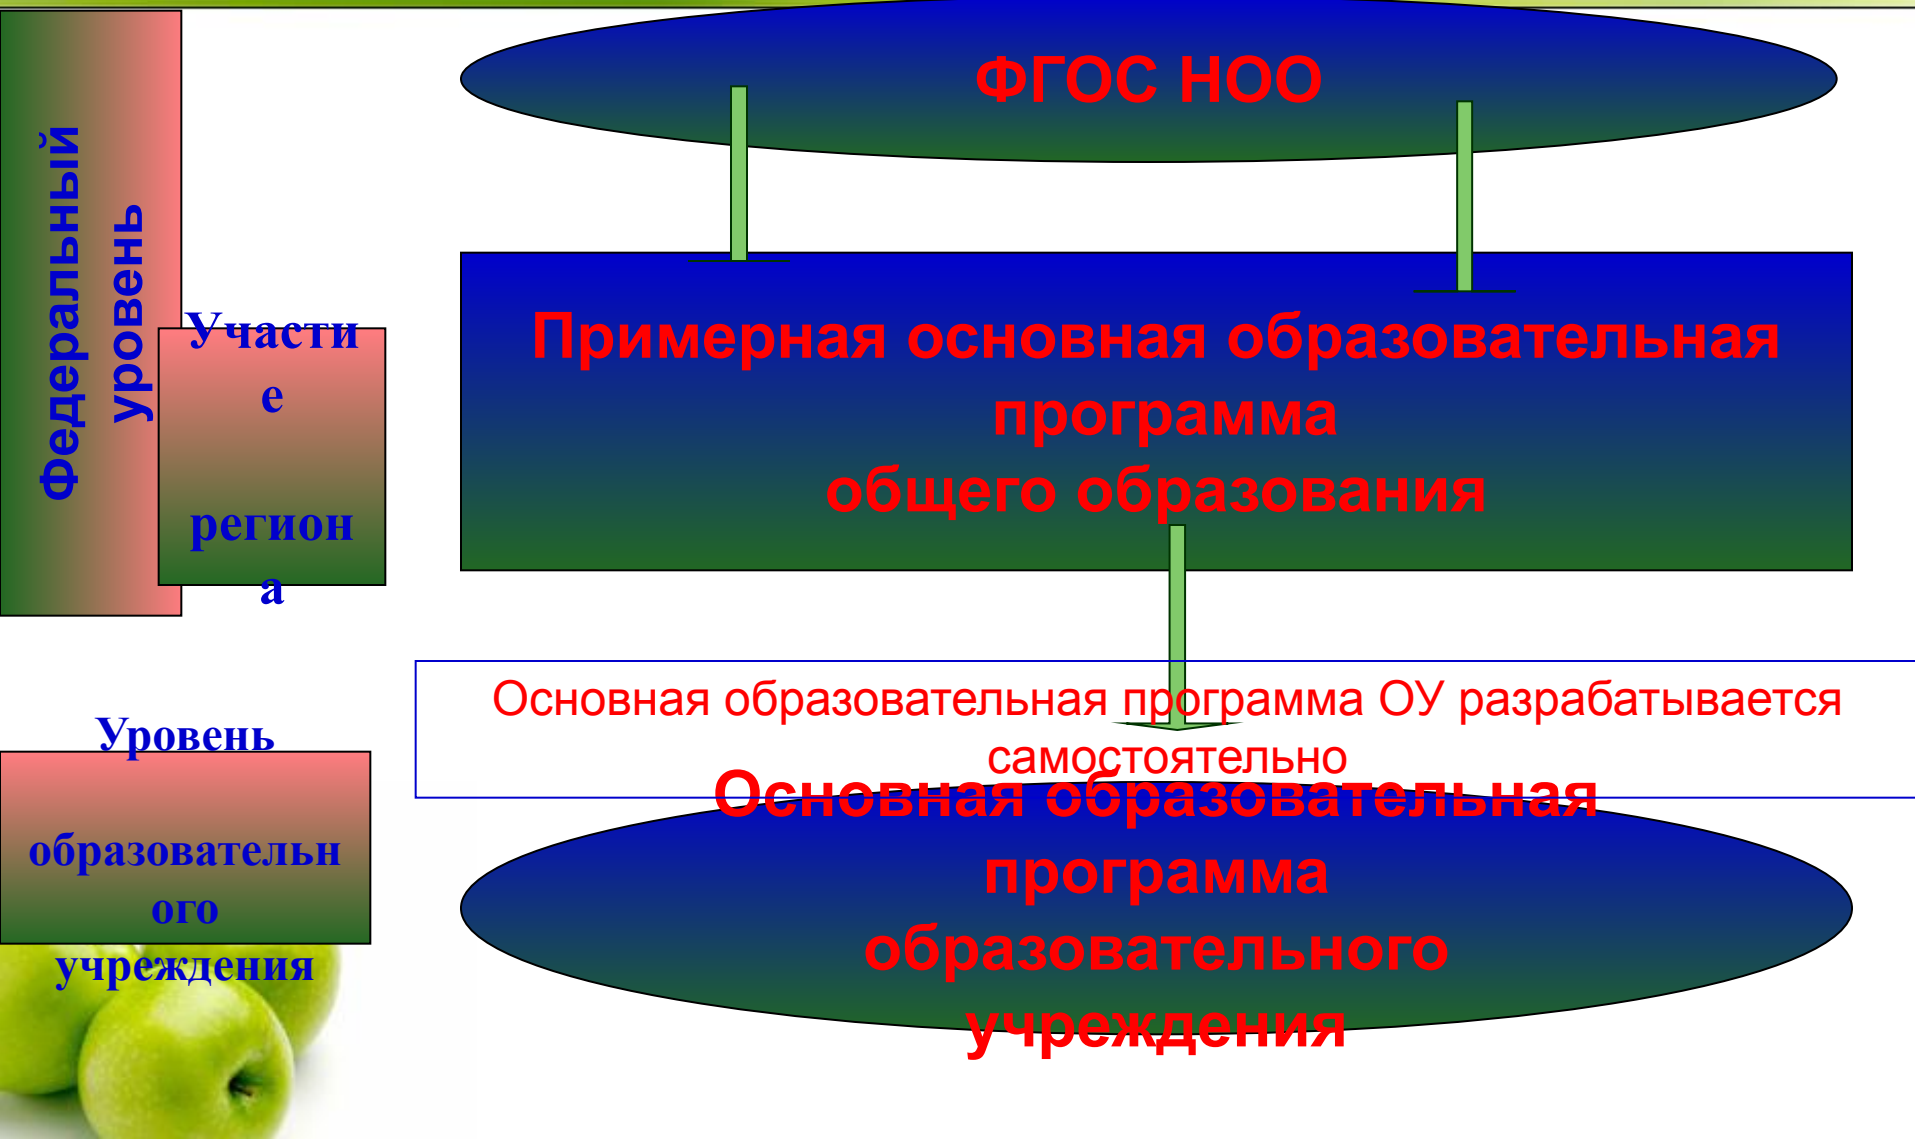 ФГОС НОО
Федеральный
уровень
Участи
е
регион
а
Примерная основная образовательная
программа
общего образования
Основная образовательная программа ОУ разрабатывается
самостоятельно
Уровень
образовательн
ого
учреждения
Основная образовательная
программа
образовательного
учреждения